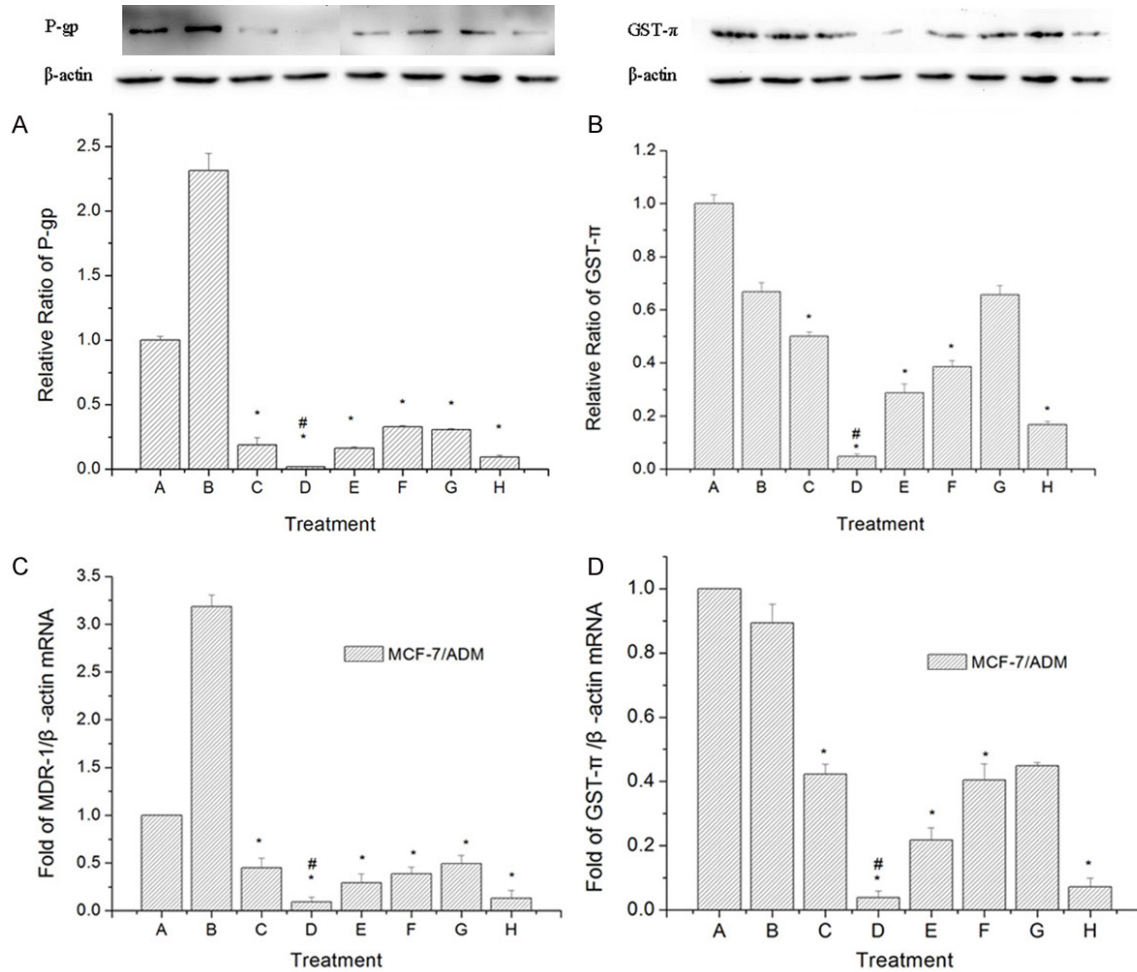 P-gp
β-actin
GST-π
β-actin
A
Relative Ratio of P-gp
2.5
2.0
1.5
1.0
0.5
0.0
*
#
*
*
*
*
*
A B C D E F G H
Treatment
B
Relative Ratio of GST-π
1.2
1.0
0.8
0.6
0.4
0.2
0.0
*
#
*
*
*
*
A B C D E F G H
Treatment
C
Fold of MDR-1/β -actin mRNA
3.5
3.0
2.5
2.0
1.5
1.0
0.5
0.0
MCF-7/ADM
*
#
*
*
*
*
*
A B C D E F G H
Treatment
D
Fold of GST-π /β -actin mRNA
1.0
0.8
0.6
0.4
0.2
0.0
MCF-7/ADM
*
#
*
*
*
*
A B C D E F G H
Treatment